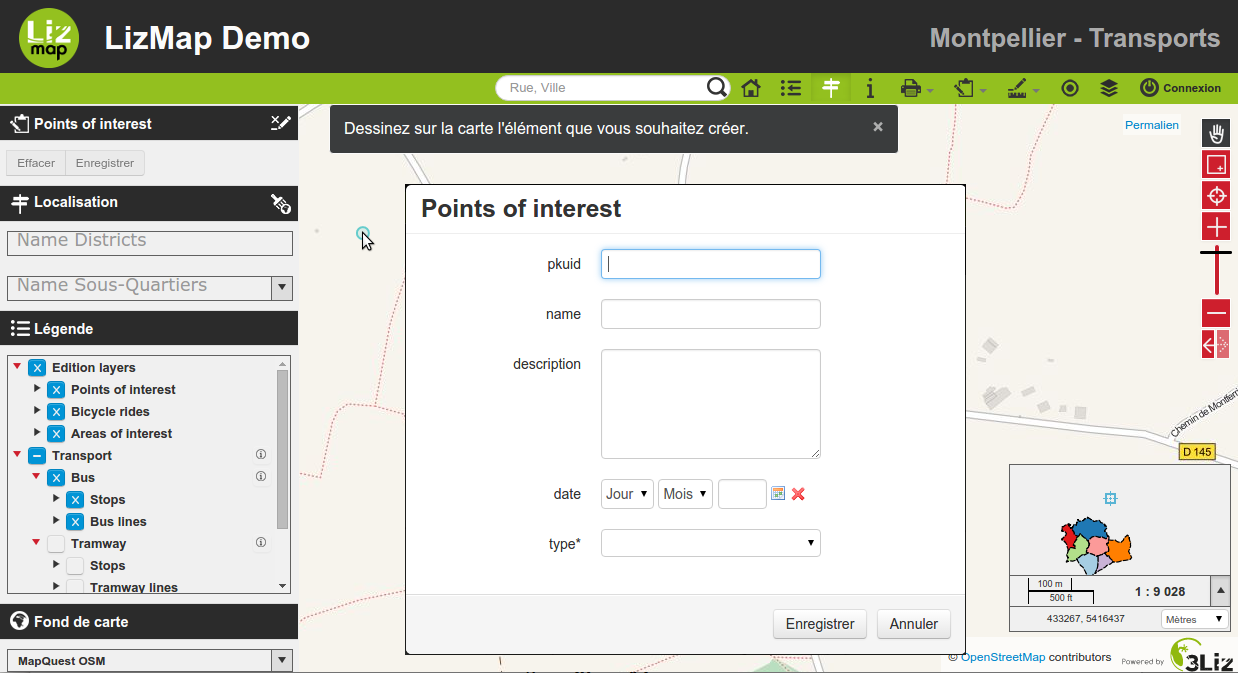 Liz
map
LizMap Demo
Montpellier - Transports
Rue, Ville
Connexion
Points of interest
Effacer
Enregistrer
Localisation
Name Districts
Name Sous-Quartiers
Légende
Edition layers
Points of interest
Bicycle rides
Areas of interest
Transport
Bus
Stops
Bus lines
Tramway
Stops
Tramway lines
Fond de carte
MapQuest OSM
Dessinez sur la carte l'élément que vous souhaitez créer.
×
Permalien
Points of interest
pkuid
name
description
date
Jour
Mois
type*
Enregistrer
Annuler
Chemin de Montferr
D 145
100 m
500 ft
1 : 9 028
433267, 5416437
Mètres
© OpenStreetMap contributors
Powered by
3Liz